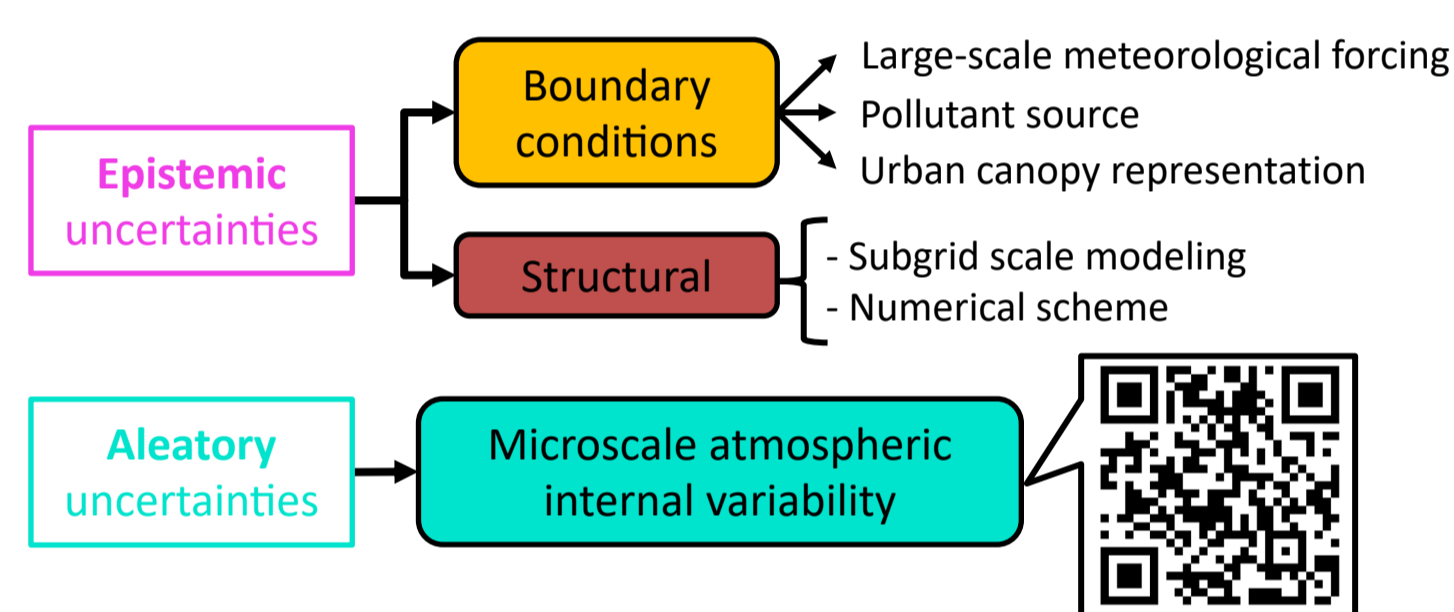 Epistemic
uncertainties
Boundary
conditions
Large-scale meteorological forcing
Pollutant source
Urban canopy representation
Structural
- Subgrid scale modeling
- Numerical scheme
Aleatory
uncertainties
Microscale atmospheric
internal variability